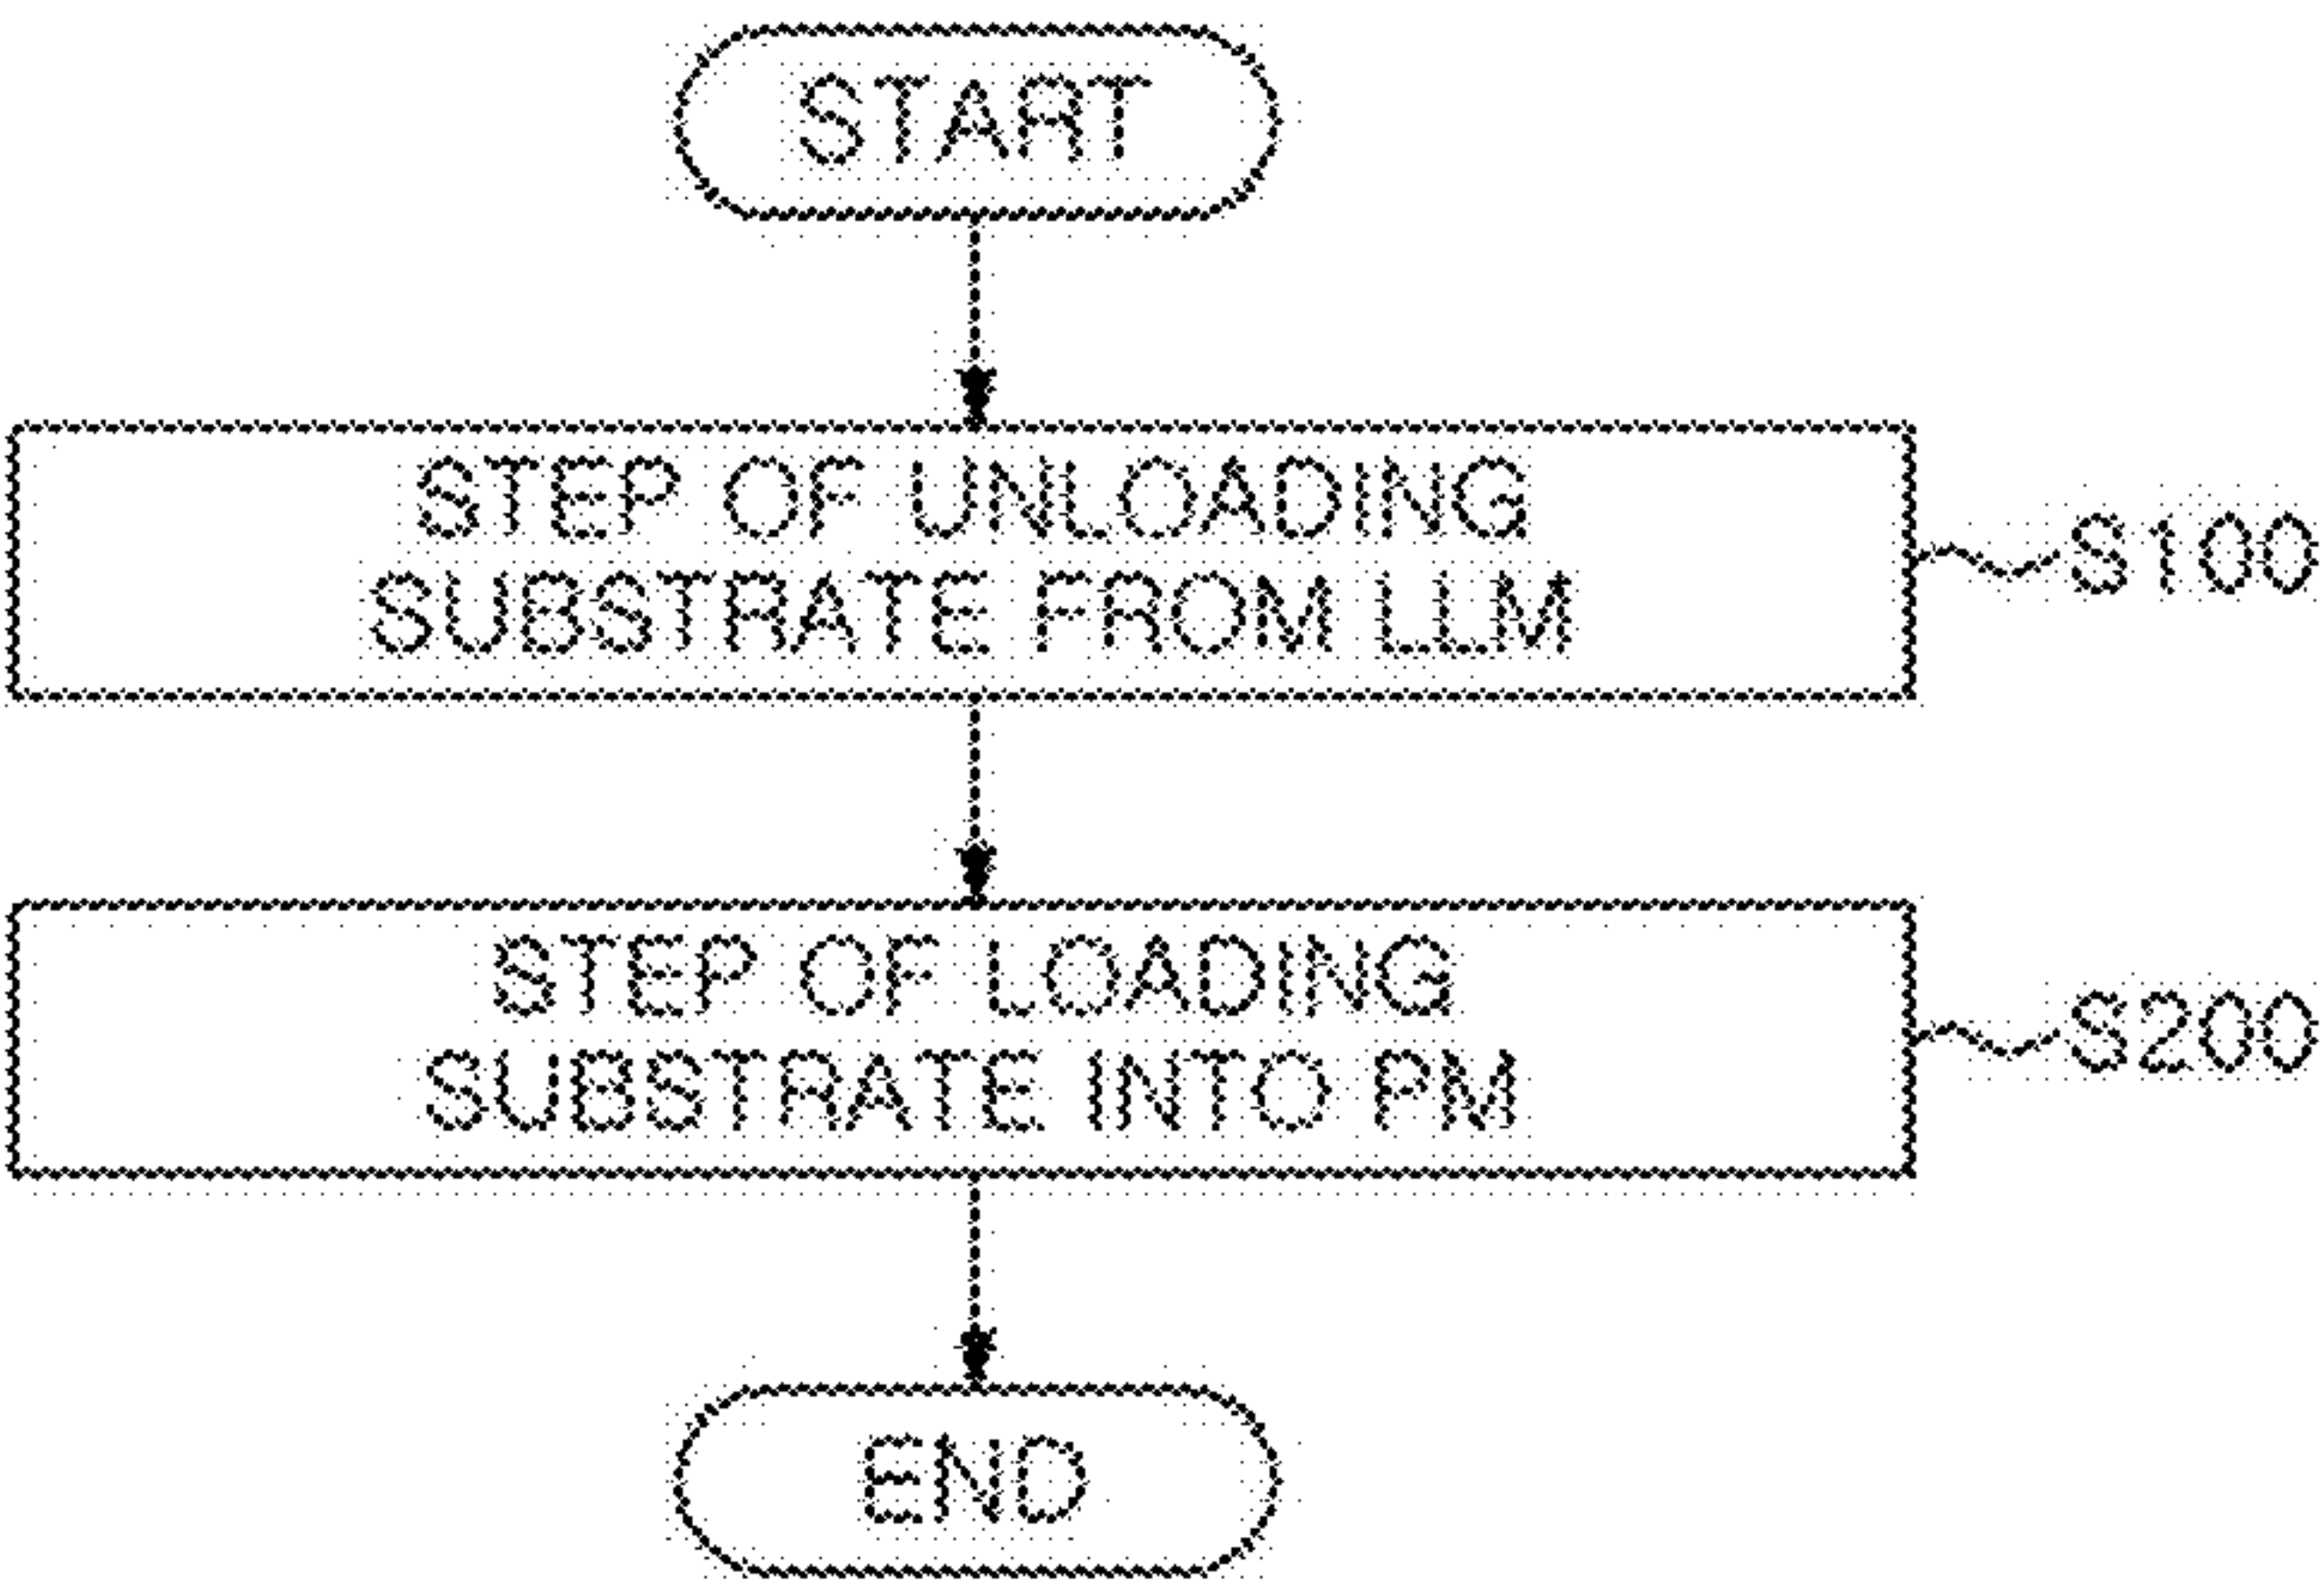 START
STEP OF UNLOADING
SUBSTRATE FROM LLM
S100
STEP OF LOADING
SUBSTRATE INTO PM
S200
END